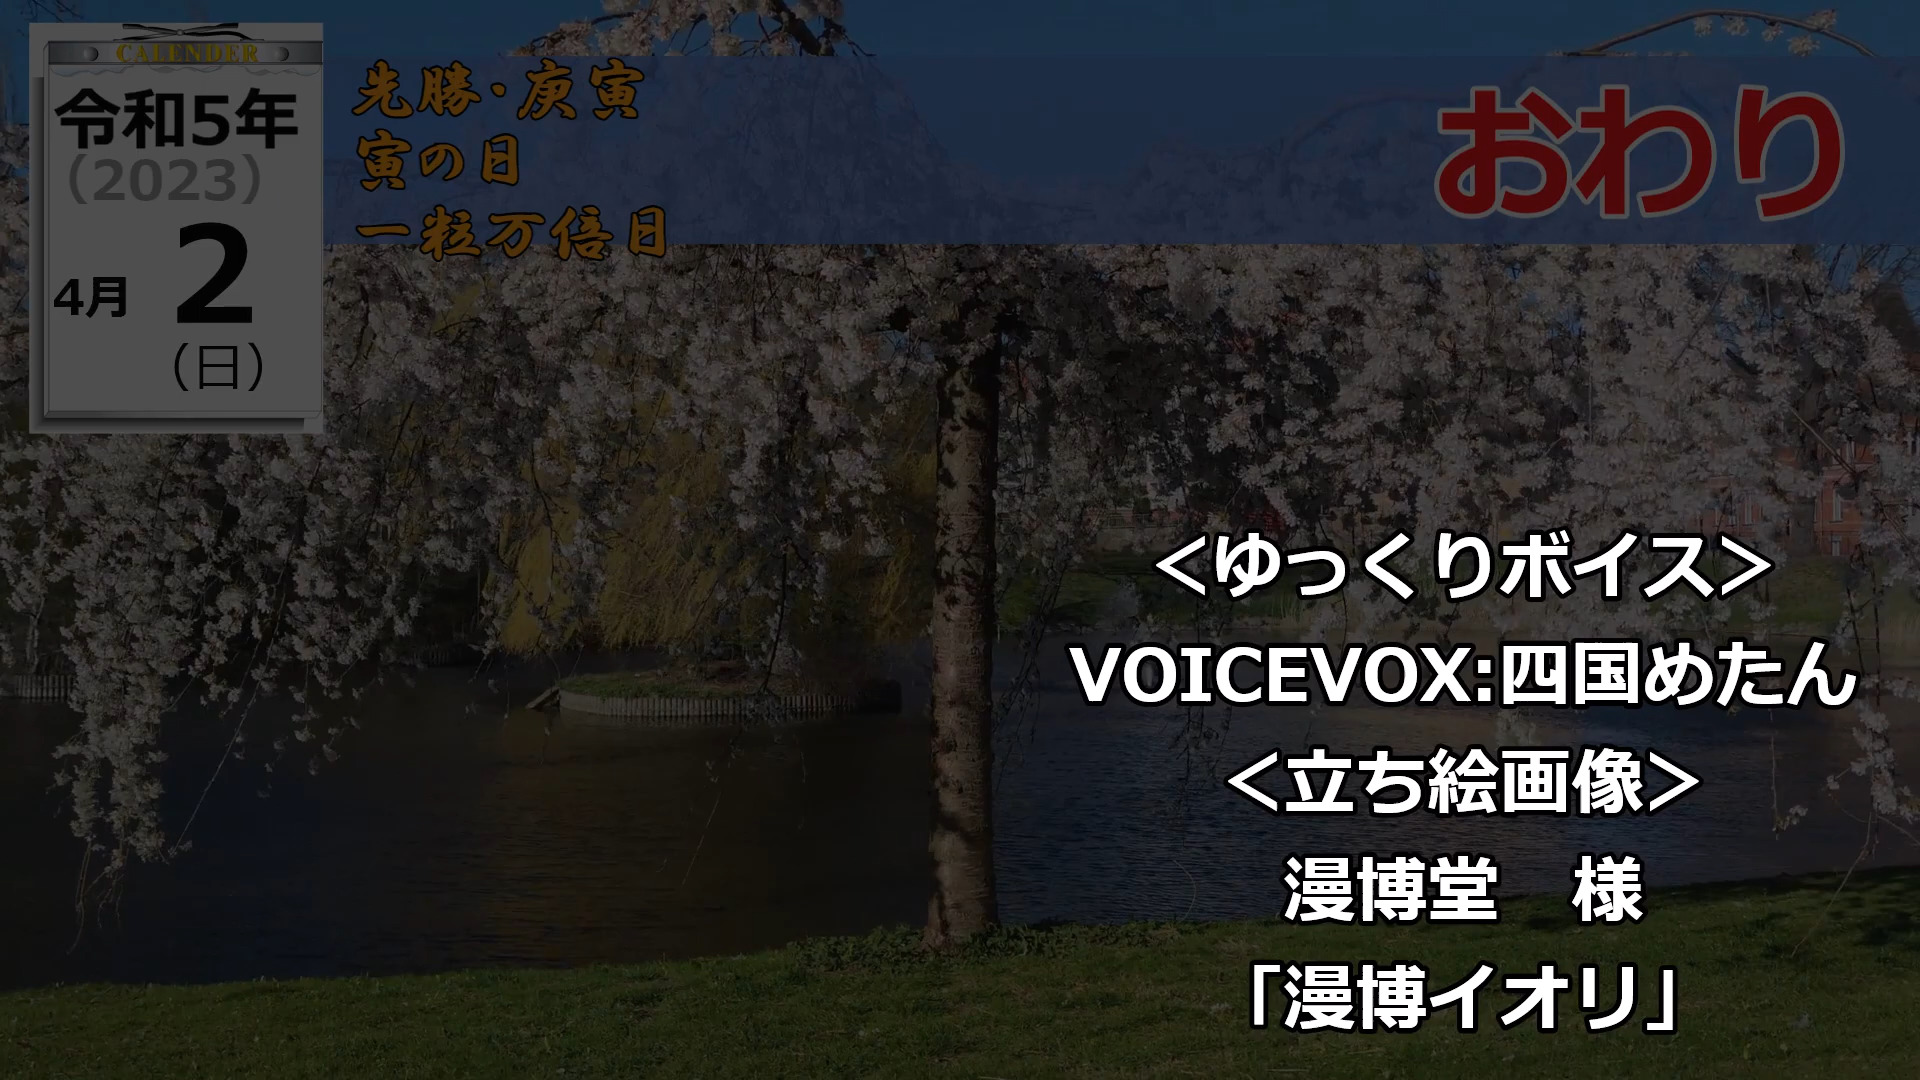 CALENDER
令和5年
（2023）
4月
2
（日）
先勝・庚寅
寅の日
一粒万倍日
おわり
＜ゆっくりボイス＞
VOICEVOX:四国めたん
＜立ち絵画像＞
漫博堂　様
「漫博イオリ」